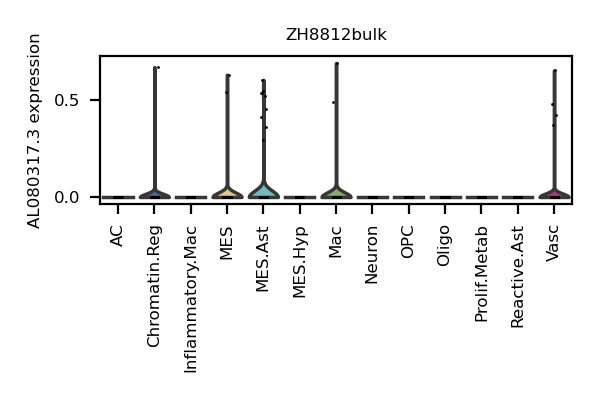 ZH8812bulk
AL080317.3 expression
0.5
0.0
AC
Chromatin.Reg
Inflammatory.Mac
MES
MES.Ast
MES.Hyp
Mac
Neuron
OPC
Oligo
Prolif.Metab
Reactive.Ast
Vasc